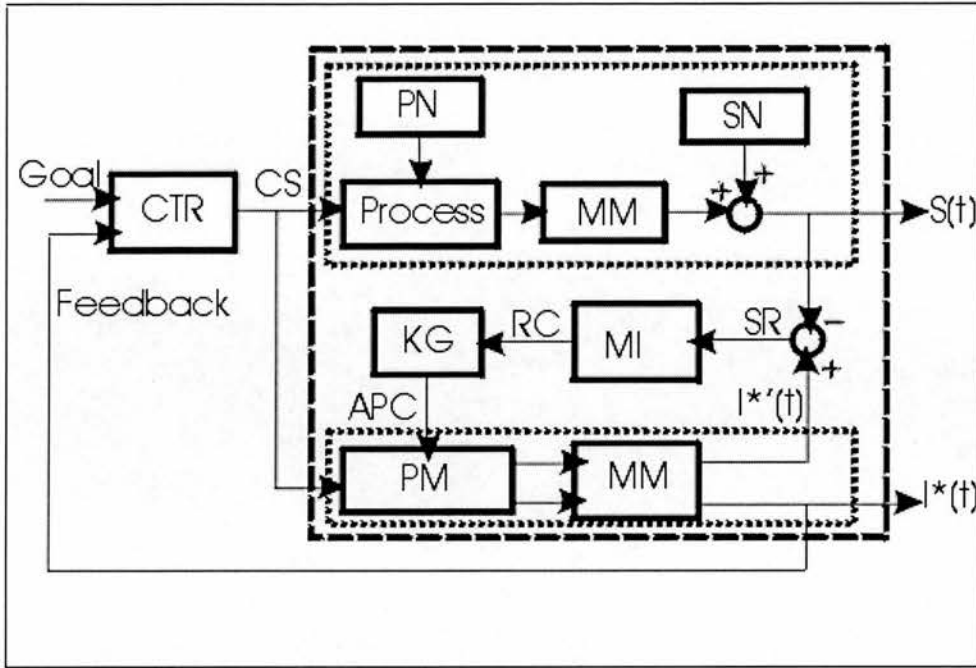 PN
SN
Goal
CTR
CS
Process
MM
+
+
S(t)
Feedback
KG
RC
MI
SR
−
+
APC
I*'(t)
PM
MM
I*(t)